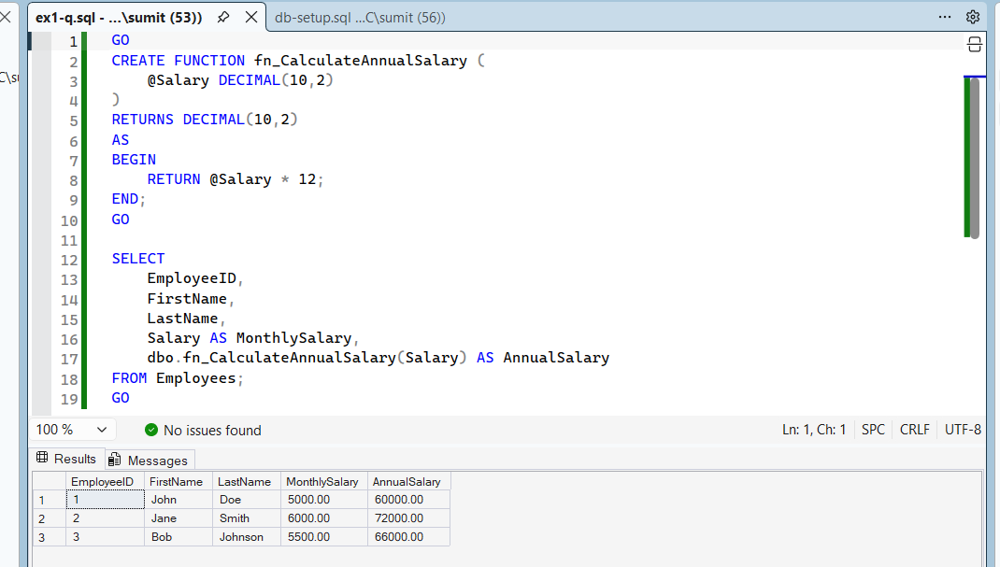 ex1-q.sql - ...\sumit (53))
db-setup.sql ...C\sumit (56))
1 GO
2 CREATE FUNCTION fn_CalculateAnnualSalary (
3 @Salary DECIMAL(10,2)
4 )
5 RETURNS DECIMAL(10,2)
6 AS
7 BEGIN
8 RETURN @Salary * 12;
9 END;
10 GO
11
12 SELECT
13 EmployeeID,
14 FirstName,
15 LastName,
16 Salary AS MonthlySalary,
17 dbo.fn_CalculateAnnualSalary(Salary) AS AnnualSalary
18 FROM Employees;
19 GO
100 % No issues found Ln: 1, Ch: 1 SPC CRLF UTF-8
Results Messages
EmployeeID FirstName LastName MonthlySalary AnnualSalary
1 1 John Doe 5000.00 60000.00
2 2 Jane Smith 6000.00 72000.00
3 3 Bob Johnson 5500.00 66000.00